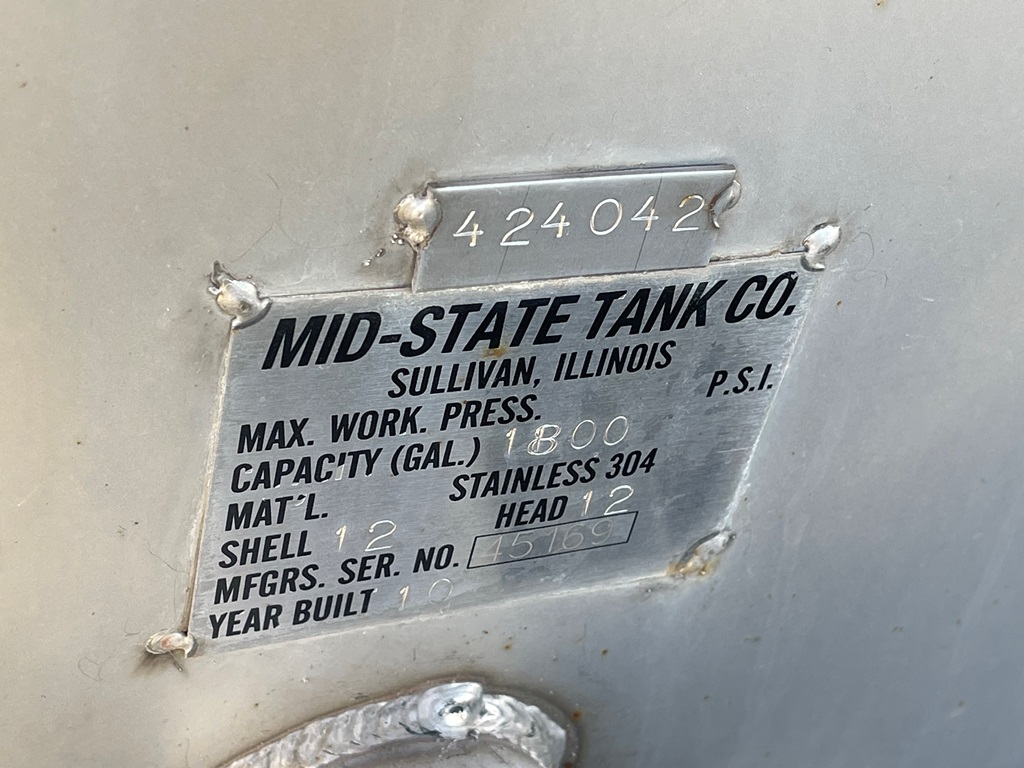 424042
MID-STATE TANK CO.
SULLIVAN, ILLINOIS
MAX. WORK. PRESS. P.S.I.
CAPACITY (GAL.) 1800
MAT'L. STAINLESS 304
SHELL 12 HEAD 12
MFGRS. SER. NO. 45169
YEAR BUILT 10